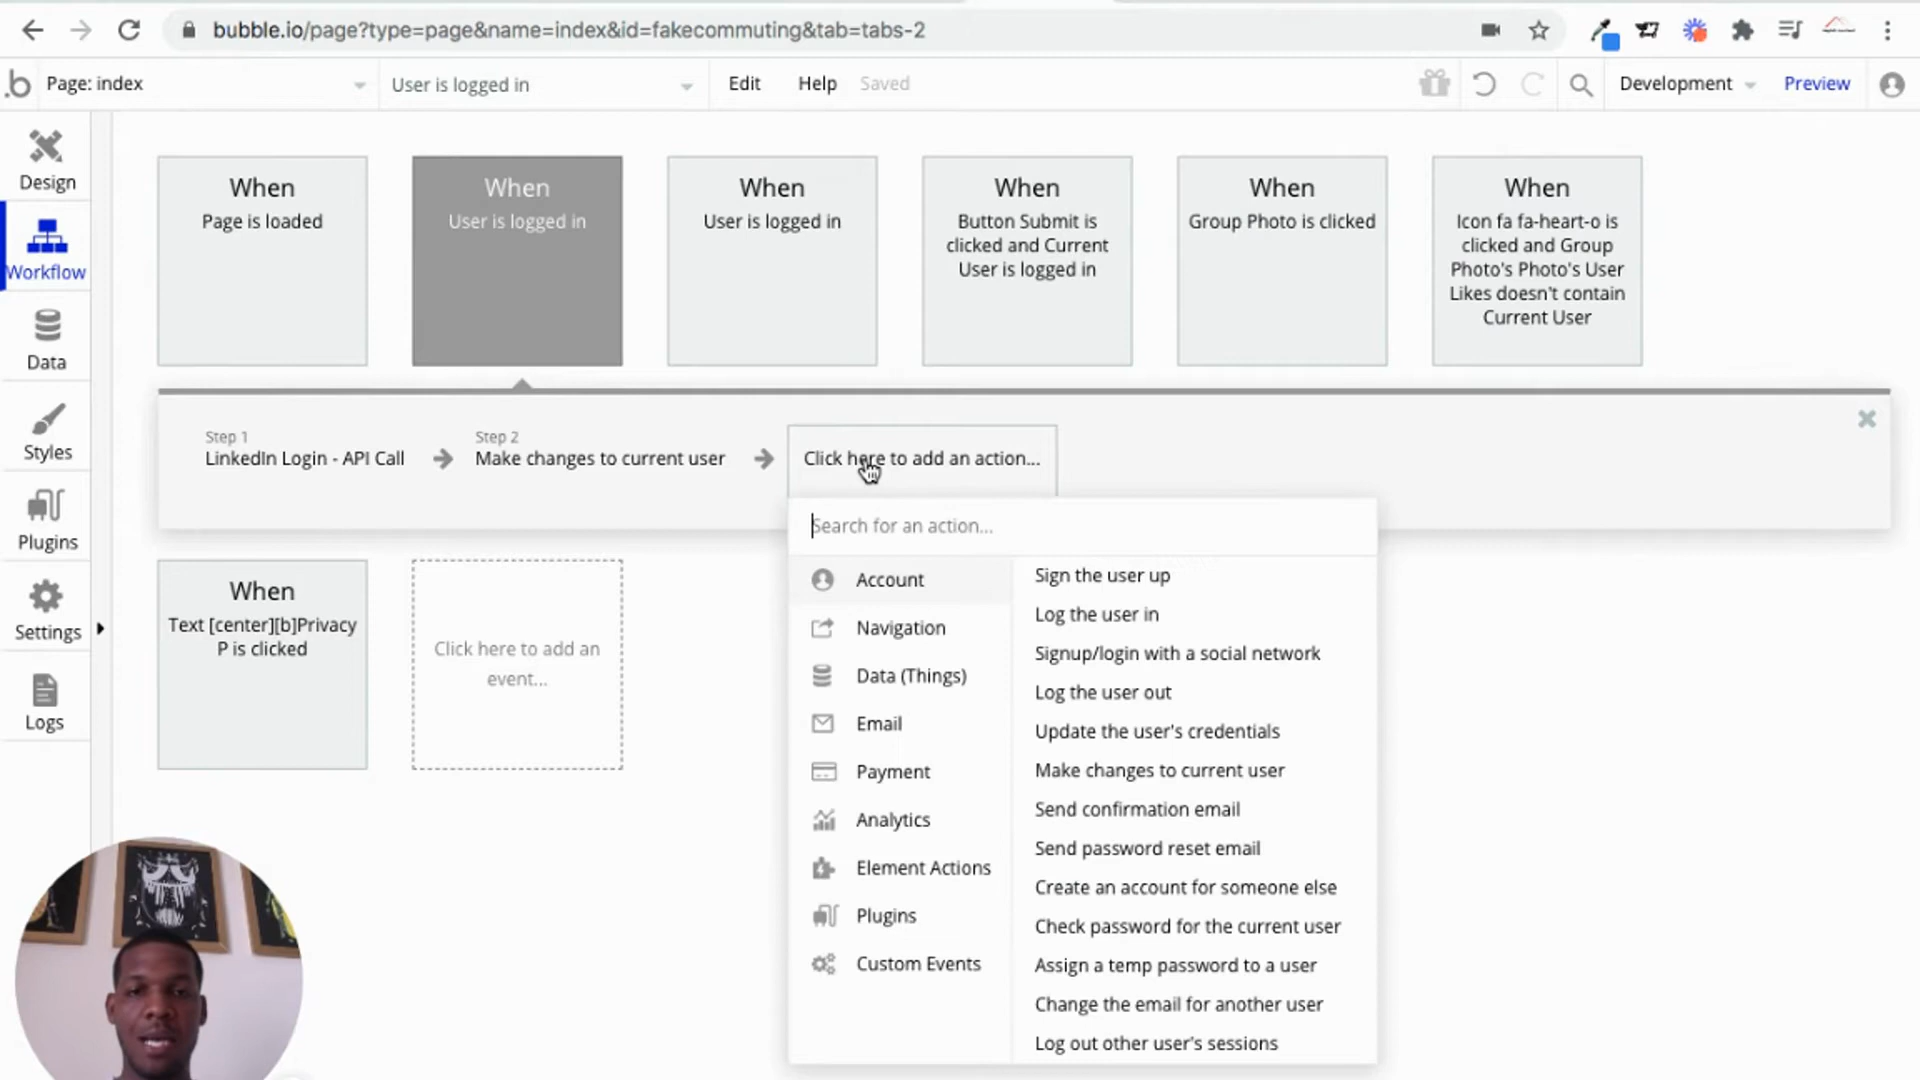 bubble.io/page?type=page&name=index&id=fakecommuting&tab=tabs-2
.b Page: index User is logged in Edit Help Saved Development Preview
Design
Workflow
Data
Styles
Plugins
Settings
Logs
When
Page is loaded
When
User is logged in
When
User is logged in
When
Button Submit is
clicked and Current
User is logged in
When
Group Photo is clicked
When
Icon fa fa-heart-o is
clicked and Group
Photo's Photo's User
Likes doesn't contain
Current User
Step 1
LinkedIn Login - API Call
Step 2
Make changes to current user
Click here to add an action...
Search for an action...
Account
Navigation
Data (Things)
Email
Payment
Analytics
Element Actions
Plugins
Custom Events
Sign the user up
Log the user in
Signup/login with a social network
Log the user out
Update the user's credentials
Make changes to current user
Send confirmation email
Send password reset email
Create an account for someone else
Check password for the current user
Assign a temp password to a user
Change the email for another user
Log out other user's sessions
When
Text [center][b]Privacy
P is clicked
Click here to add an
event...